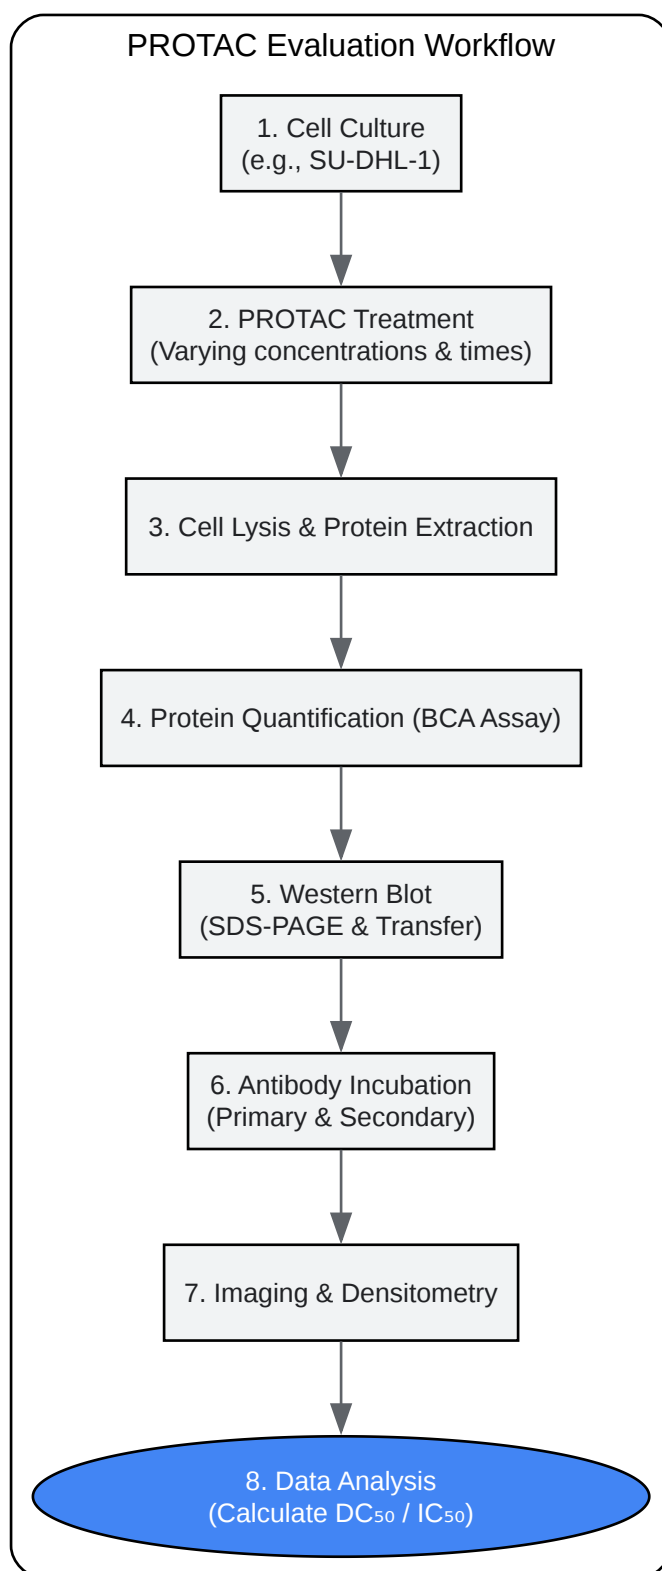 PROTAC Evaluation Workflow
1. Cell Culture
(e.g., SU-DHL-1)
2. PROTAC Treatment
(Varying concentrations & times)
3. Cell Lysis & Protein Extraction
4. Protein Quantification (BCA Assay)
5. Western Blot
(SDS-PAGE & Transfer)
6. Antibody Incubation
(Primary & Secondary)
7. Imaging & Densitometry
8. Data Analysis
(Calculate DC₅₀ / IC₅₀)